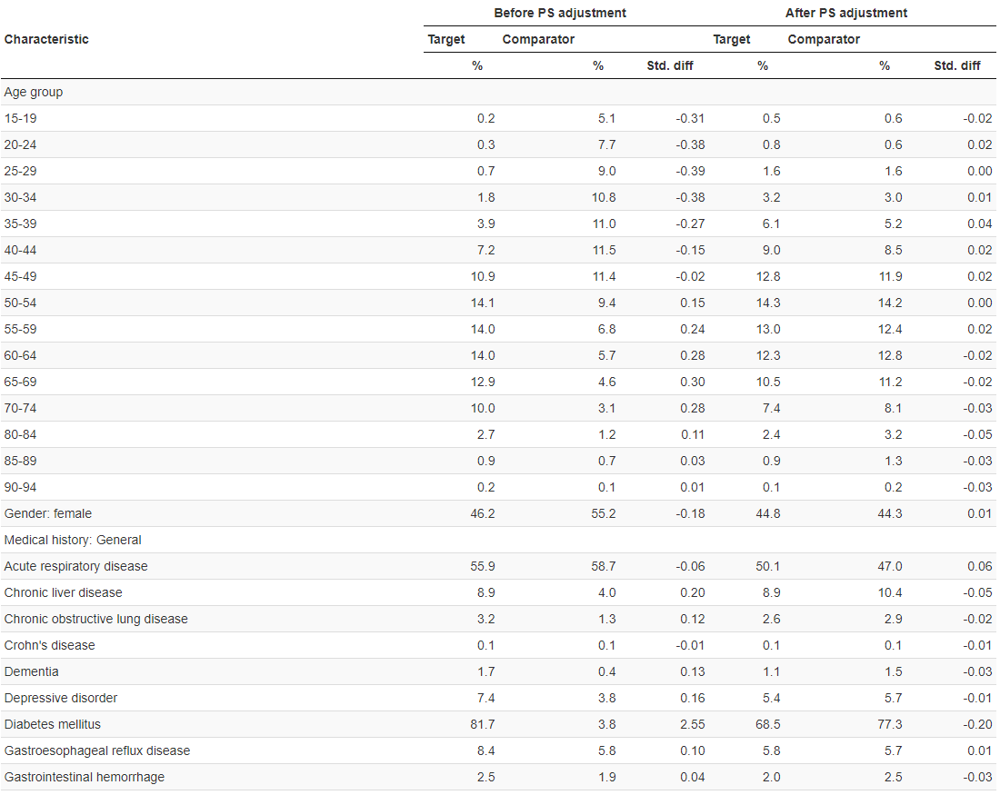 Before PS adjustment After PS adjustment
Characteristic Target Comparator Target Comparator
% % Std. diff % % Std. diff
Age group
15-19 0.2 5.1 -0.31 0.5 0.6 -0.02
20-24 0.3 7.7 -0.38 0.8 0.6 0.02
25-29 0.7 9.0 -0.39 1.6 1.6 0.00
30-34 1.8 10.8 -0.38 3.2 3.0 0.01
35-39 3.9 11.0 -0.27 6.1 5.2 0.04
40-44 7.2 11.5 -0.15 9.0 8.5 0.02
45-49 10.9 11.4 -0.02 12.8 11.9 0.02
50-54 14.1 9.4 0.15 14.3 14.2 0.00
55-59 14.0 6.8 0.24 13.0 12.4 0.02
60-64 14.0 5.7 0.28 12.3 12.8 -0.02
65-69 12.9 4.6 0.30 10.5 11.2 -0.02
70-74 10.0 3.1 0.28 7.4 8.1 -0.03
80-84 2.7 1.2 0.11 2.4 3.2 -0.05
85-89 0.9 0.7 0.03 0.9 1.3 -0.03
90-94 0.2 0.1 0.01 0.1 0.2 -0.03
Gender: female 46.2 55.2 -0.18 44.8 44.3 0.01
Medical history: General
Acute respiratory disease 55.9 58.7 -0.06 50.1 47.0 0.06
Chronic liver disease 8.9 4.0 0.20 8.9 10.4 -0.05
Chronic obstructive lung disease 3.2 1.3 0.12 2.6 2.9 -0.02
Crohn's disease 0.1 0.1 -0.01 0.1 0.1 -0.01
Dementia 1.7 0.4 0.13 1.1 1.5 -0.03
Depressive disorder 7.4 3.8 0.16 5.4 5.7 -0.01
Diabetes mellitus 81.7 3.8 2.55 68.5 77.3 -0.20
Gastroesophageal reflux disease 8.4 5.8 0.10 5.8 5.7 0.01
Gastrointestinal hemorrhage 2.5 1.9 0.04 2.0 2.5 -0.03